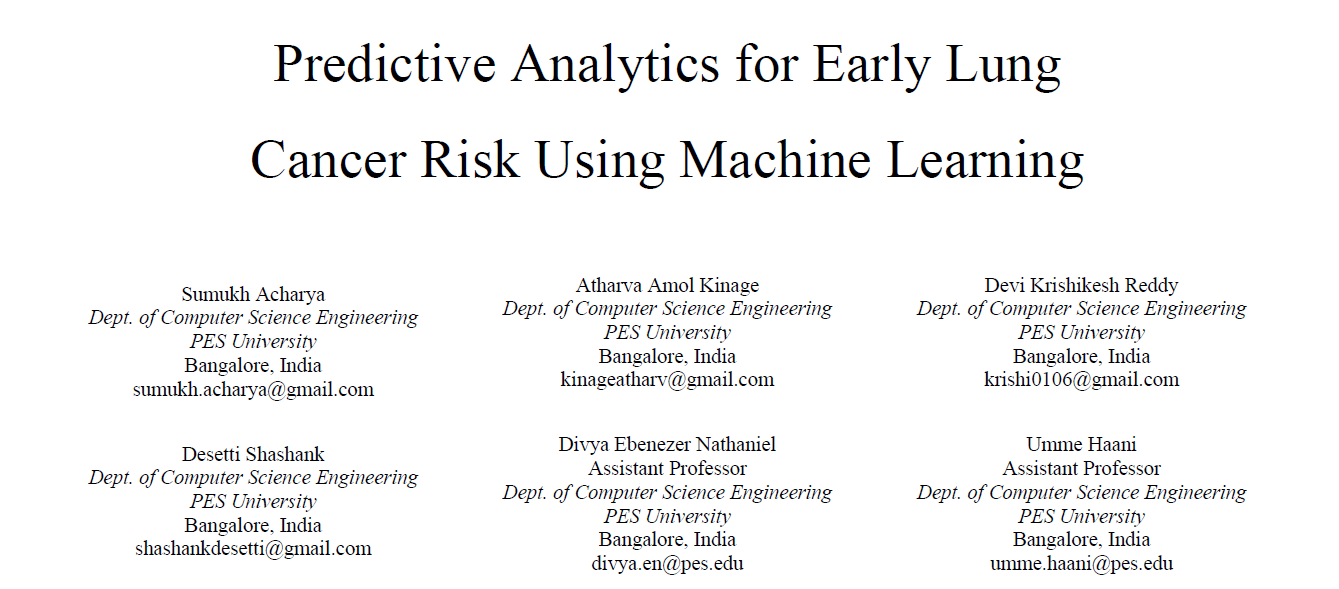 Predictive Analytics for Early Lung
Cancer Risk Using Machine Learning
Sumukh Acharya
Dept. of Computer Science Engineering
PES University
Bangalore, India
sumukh.acharya@gmail.com
Atharva Amol Kinage
Dept. of Computer Science Engineering
PES University
Bangalore, India
kinageatharv@gmail.com
Devi Krishikesh Reddy
Dept. of Computer Science Engineering
PES University
Bangalore, India
krishi0106@gmail.com
Desetti Shashank
Dept. of Computer Science Engineering
PES University
Bangalore, India
shashankdesetti@gmail.com
Divya Ebenezer Nathaniel
Assistant Professor
Dept. of Computer Science Engineering
PES University
Bangalore, India
divya.en@pes.edu
Umme Haani
Assistant Professor
Dept. of Computer Science Engineering
PES University
Bangalore, India
umme.haani@pes.edu